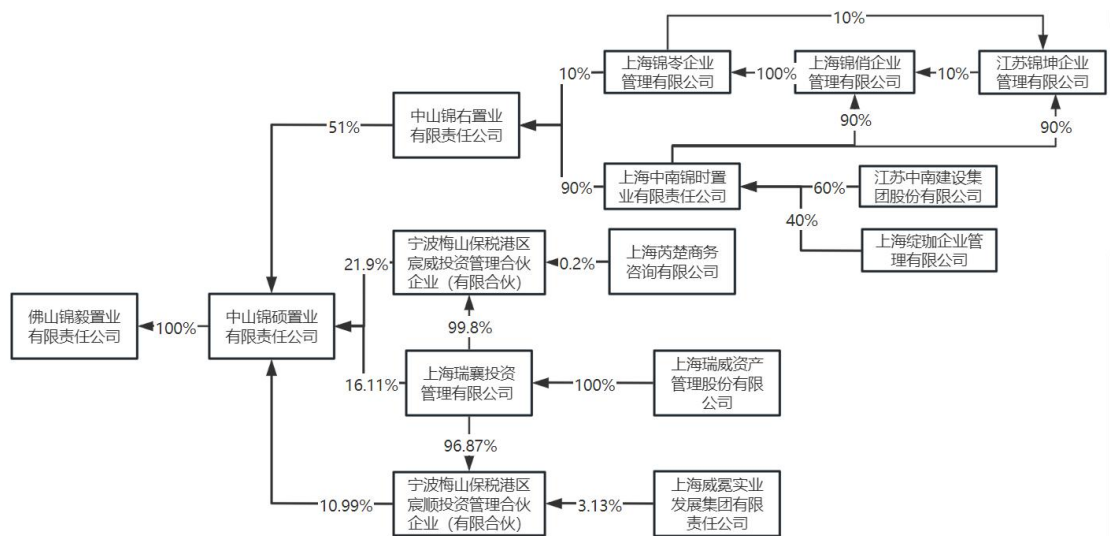 10%
上海锦岺企业
管理有限公司
上海锦俏企业
管理有限公司
江苏锦坤企业
管理有限公司
10%
100%
10%
中山锦右置业
有限责任公司
51%
90%
90%
上海中南锦时置
业有限责任公司
90%
60%
江苏中南建设集
团股份有限公司
40%
上海绽珈企业管
理有限公司
宁波梅山保税港区
宸威投资管理合伙
企业（有限合伙）
21.9%
0.2%
上海芮楚商务
咨询有限公司
佛山锦毅置业
有限责任公司
100%
中山锦硕置业
有限责任公司
99.8%
16.11%
上海瑞襄投资
管理有限公司
100%
上海瑞威资产
管理股份有限
公司
96.87%
10.99%
宁波梅山保税港区
宸顺投资管理合伙
企业（有限合伙）
3.13%
上海威冕实业
发展集团有限
责任公司